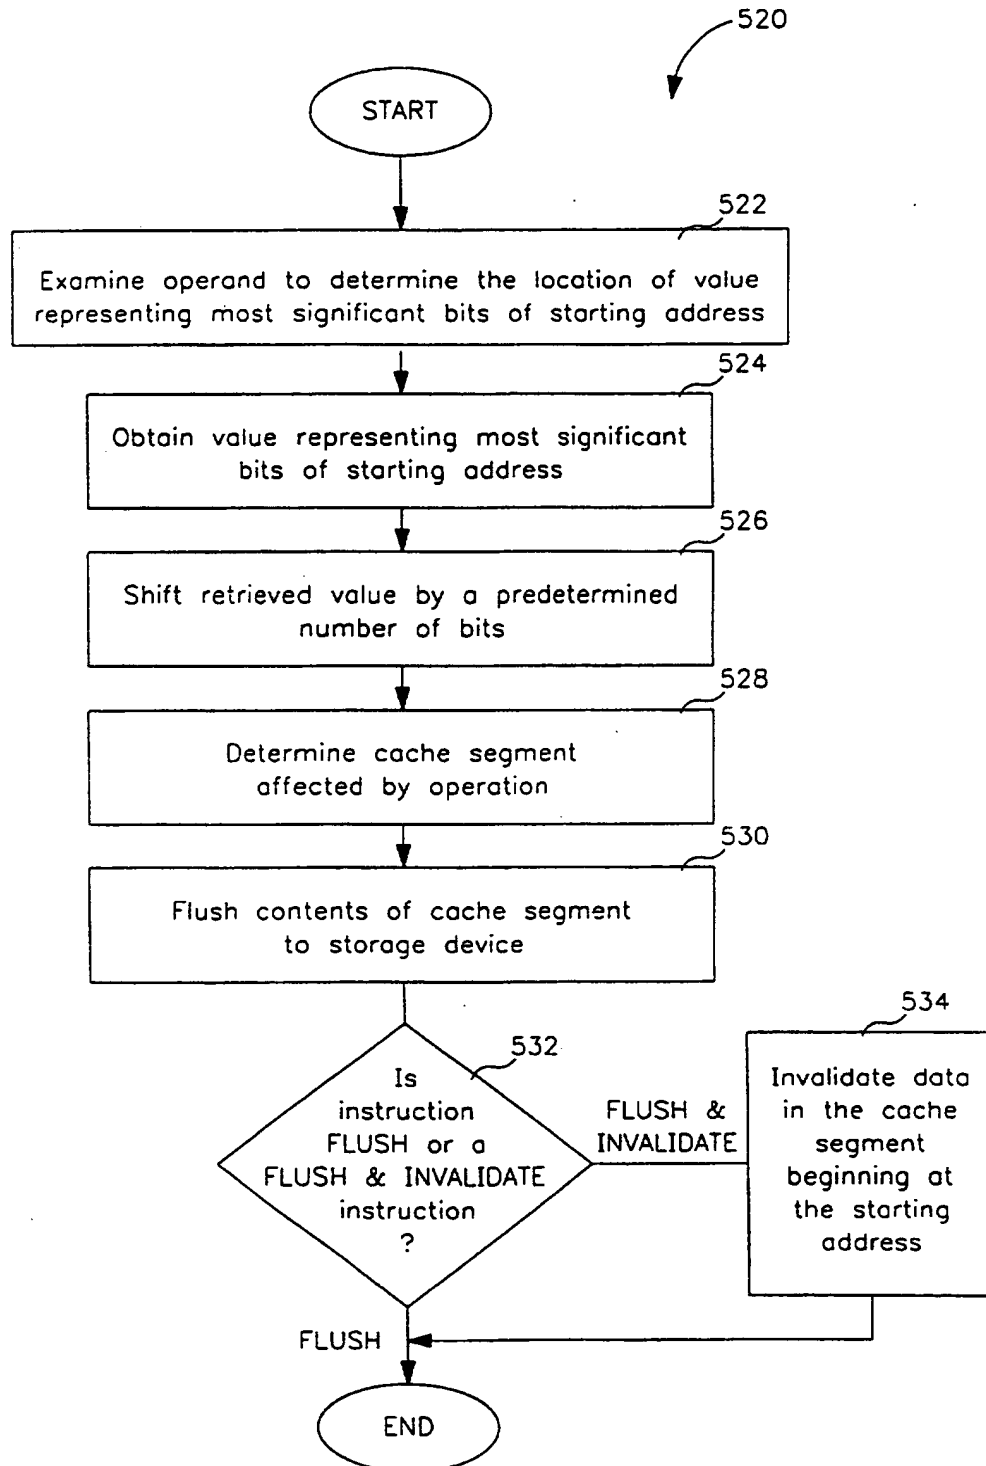 520
START
522
Examine operand to determine the location of value
representing most significant bits of starting address
524
Obtain value representing most significant
bits of starting address
526
Shift retrieved value by a predetermined
number of bits
528
Determine cache segment
affected by operation
530
Flush contents of cache segment
to storage device
532
Is
instruction
FLUSH or a
FLUSH & INVALIDATE
instruction
?
FLUSH &
INVALIDATE
534
Invalidate data
in the cache
segment
beginning at
the starting
address
FLUSH
END